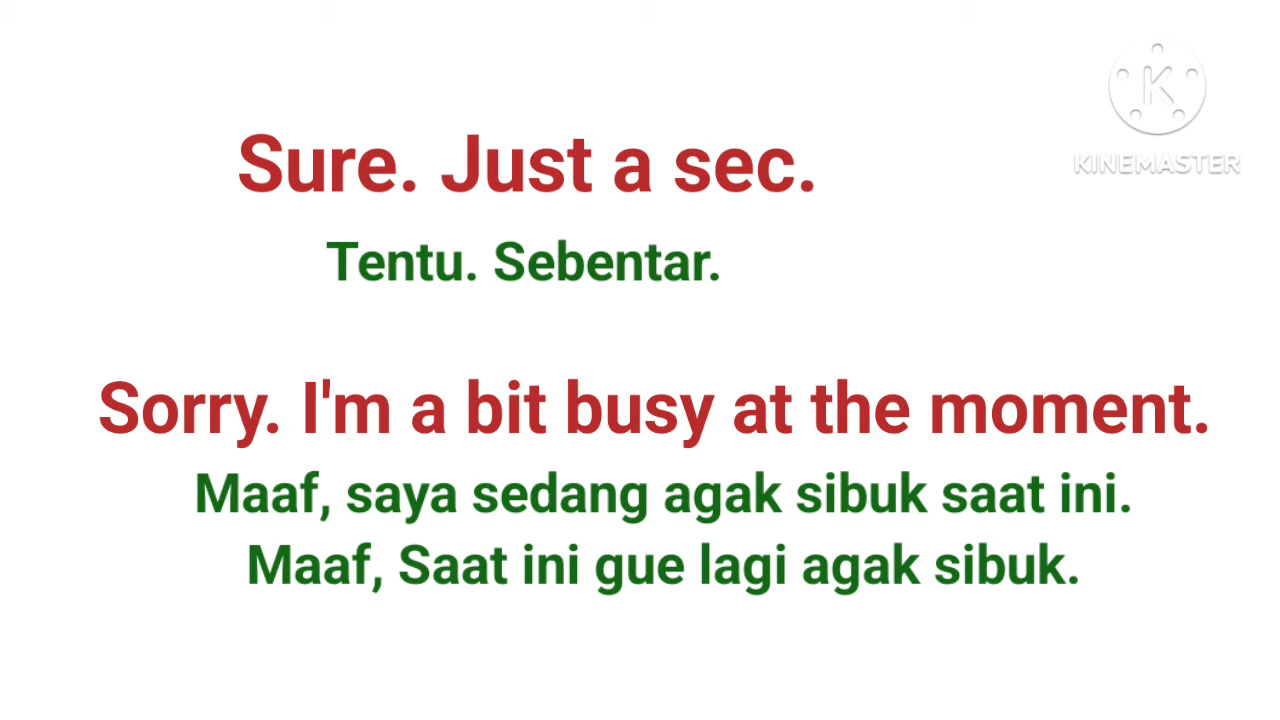 KINEMASTER
Sure. Just a sec.
Tentu. Sebentar.
Sorry. I'm a bit busy at the moment.
Maaf, saya sedang agak sibuk saat ini.
Maaf, Saat ini gue lagi agak sibuk.